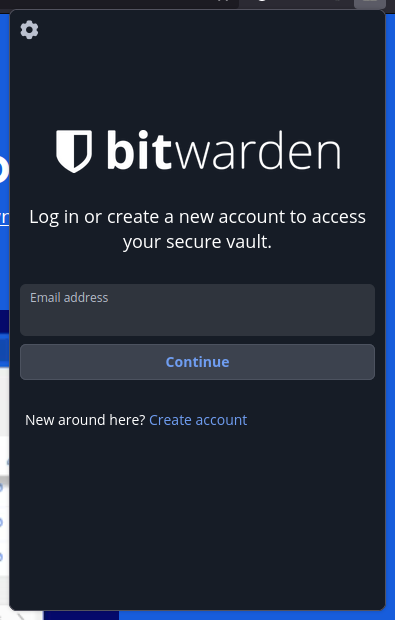 bitwarden
Log in or create a new account to access
your secure vault.
Email address
Continue
New around here? Create account